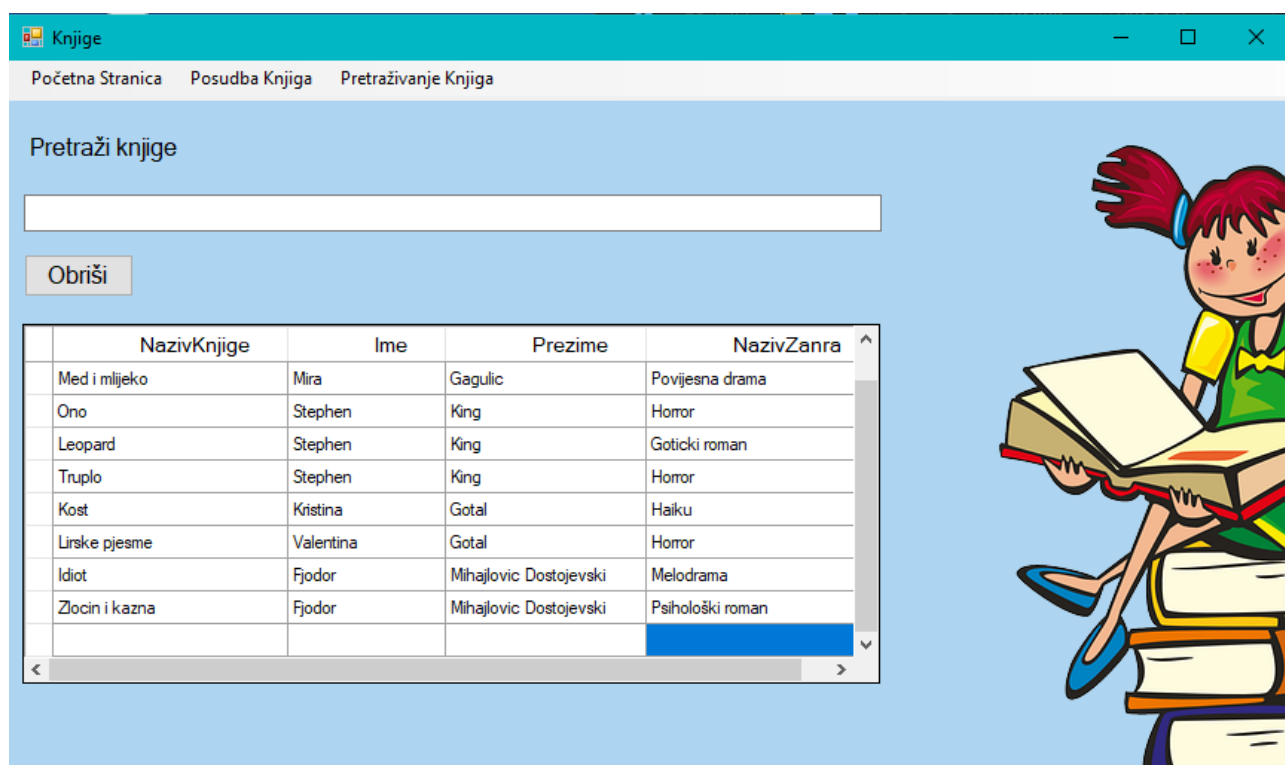 Knjige
Početna Stranica Posudba Knjiga Pretraživanje Knjiga
Pretraži knjige
Obriši
NazivKnjige Ime Prezime NazivZanra
Med i mlijeko Mira Gagulic Povijesna drama
Ono Stephen King Horror
Leopard Stephen King Goticki roman
Truplo Stephen King Horror
Kost Kristina Gotal Haiku
Lirske pjesme Valentina Gotal Horror
Idiot Fjodor Mihajlovic Dostojevski Melodrama
Zlocin i kazna Fjodor Mihajlovic Dostojevski Psihološki roman